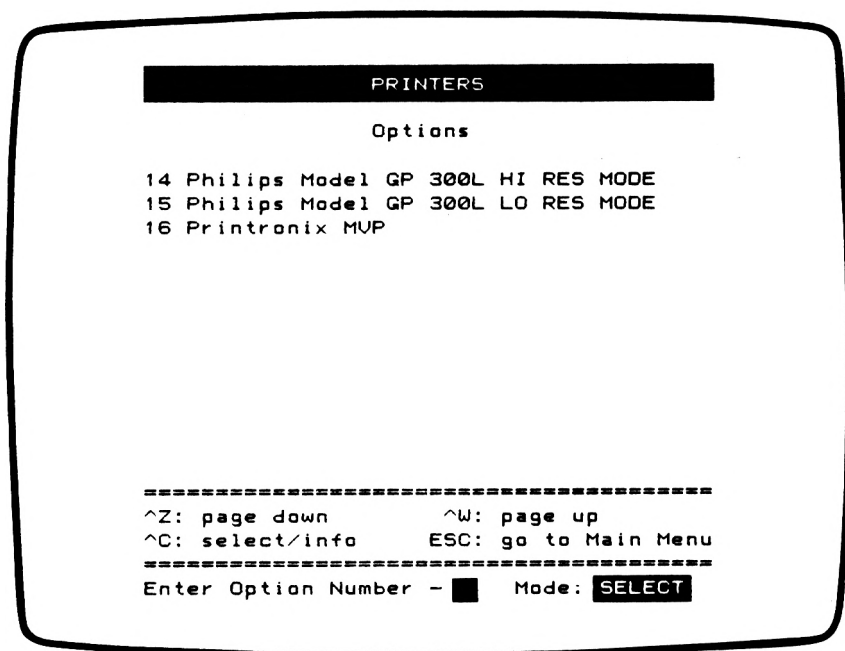 PRINTERS
Options
14 Philips Model GP 300L HI RES MODE
15 Philips Model GP 300L LO RES MODE
16 Printronix MVP
========================================
^Z: page down ^W: page up
^C: select/info ESC: go to Main Menu
========================================
Enter Option Number - Mode: SELECT